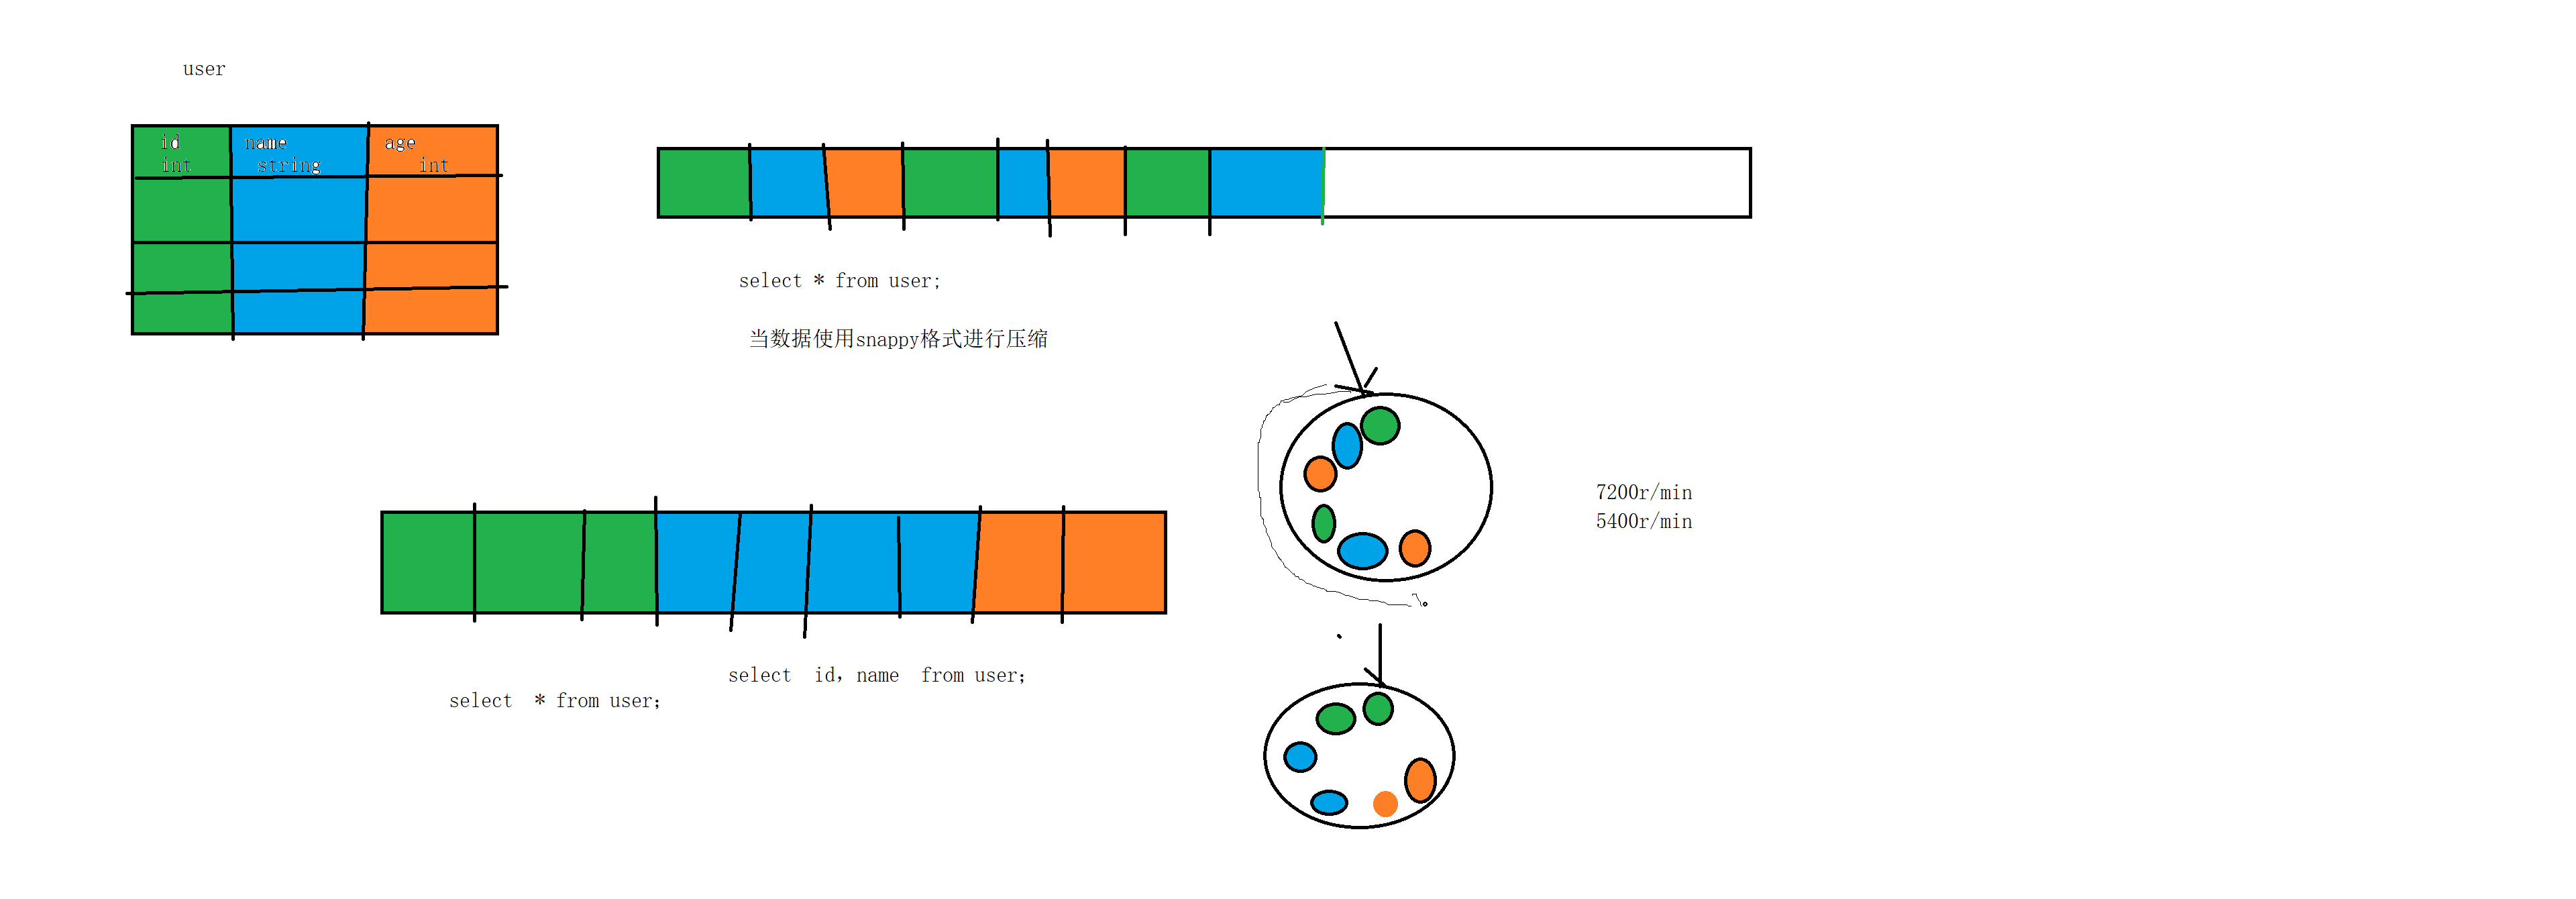 user
id name age
int string int
select * from user;
当数据使用snappy格式进行压缩
7200r/min
5400r/min
select id，name from user；
select * from user；